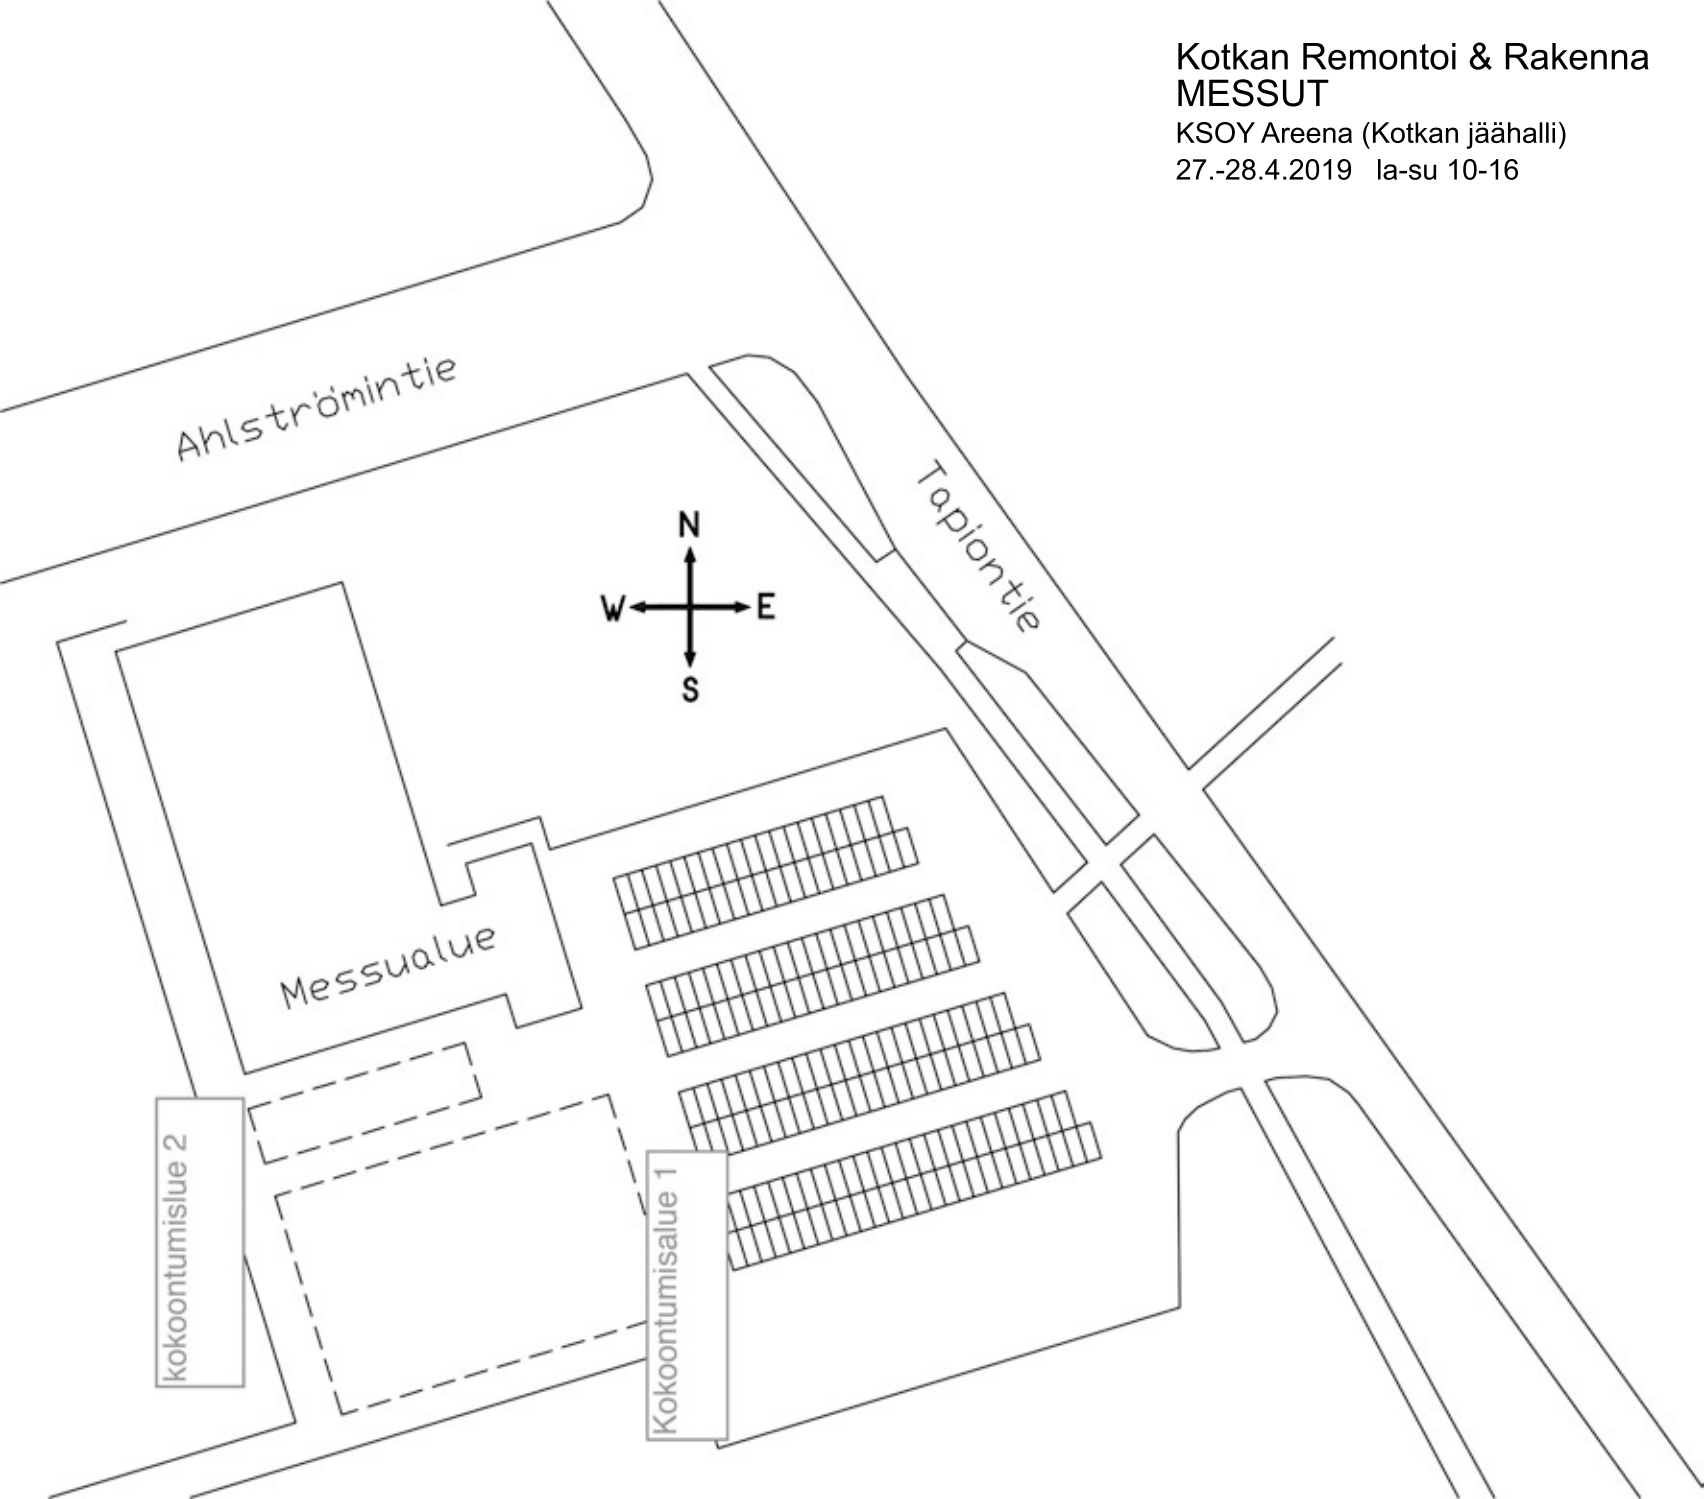 Kotkan Remontoi & Rakenna
MESSUT
KSOY Areena (Kotkan jäähalli)
27.-28.4.2019 la-su 10-16
Ahlströmintie
Tapiontie
N
W E
S
Messualue
kokoontumislue 2
Kokoontumisalue 1